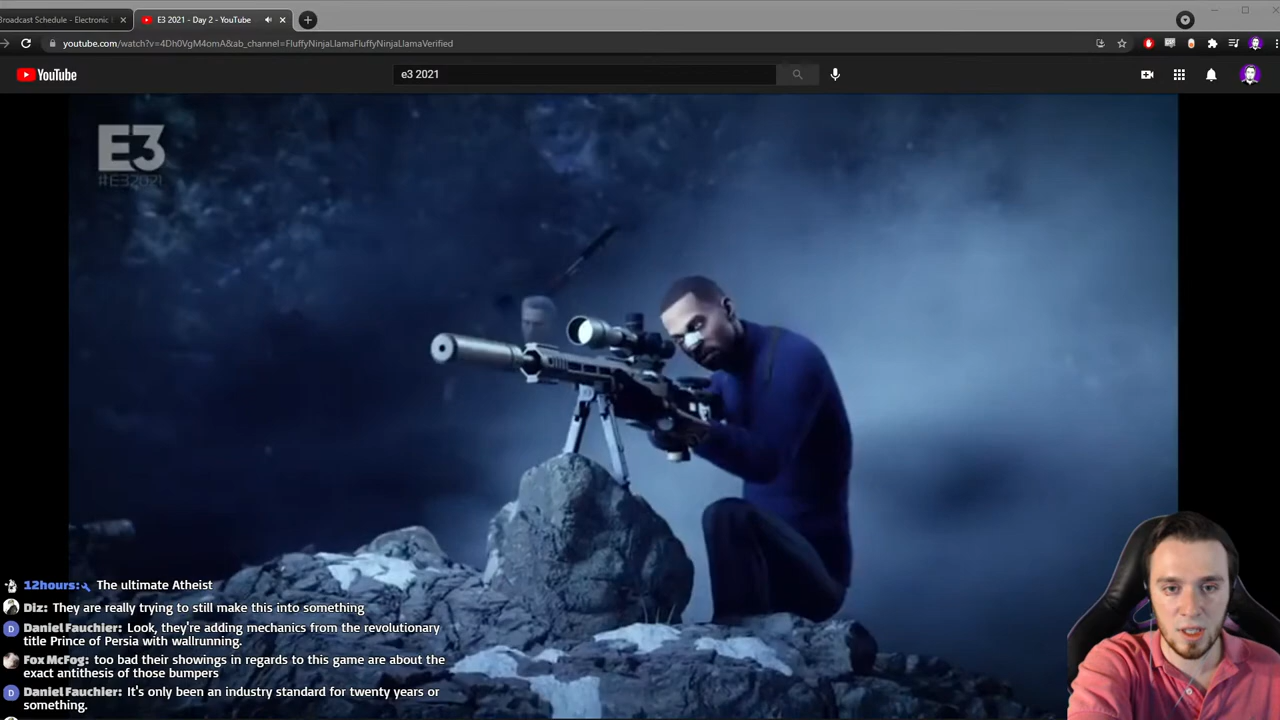 Broadcast Schedule - Electronic
E3 2021 - Day 2 - YouTube
youtube.com/watch?v=4Dh0VgM4omA&ab_channel=FluffyNinjaLlamaFluffyNinjaLlamaVerified
YouTube
e3 2021
E3
#E32021
12hours: The ultimate Atheist
Diz: They are really trying to still make this into something
D
Daniel Fauchier: Look, they're adding mechanics from the revolutionary
title Prince of Persia with wallrunning.
Fox McFog: too bad their showings in regards to this game are about the
exact antithesis of those bumpers
D
Daniel Fauchier: It's only been an industry standard for twenty years or
something.